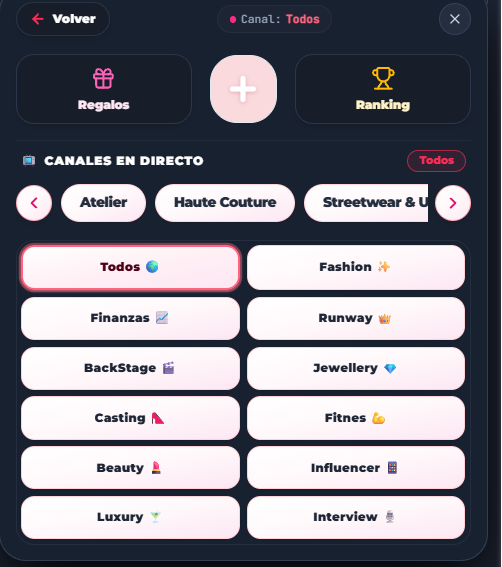 Volver
Canal: Todos
Regalos
Ranking
CANALES EN DIRECTO
Todos
Atelier
Haute Couture
Streetwear & U
Todos
Fashion
Finanzas
Runway
BackStage
Jewellery
Casting
Fitnes
Beauty
Influencer
Luxury
Interview